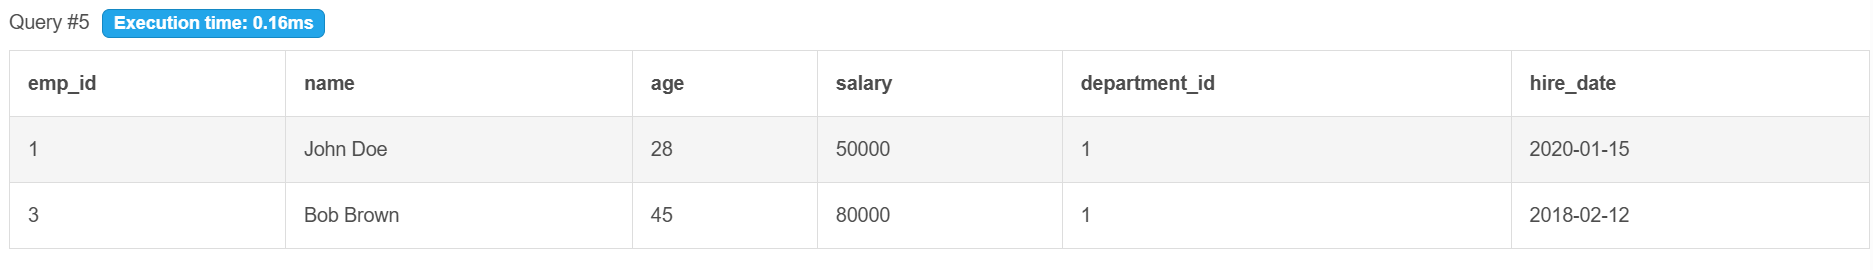 Query #5 Execution time: 0.16ms
emp_id name age salary department_id hire_date
1 John Doe 28 50000 1 2020-01-15
3 Bob Brown 45 80000 1 2018-02-12